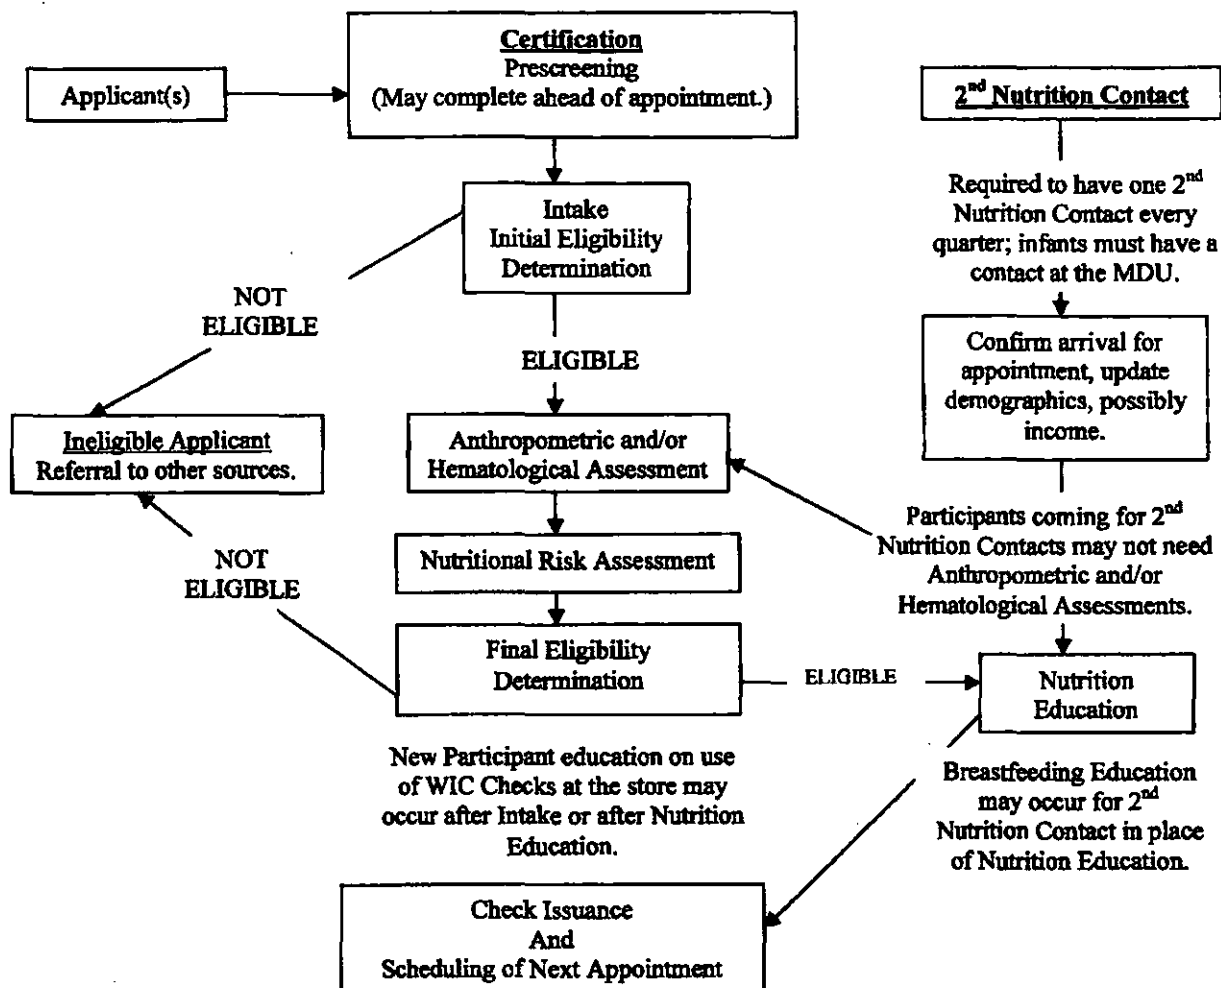 Applicant(s)
Certification
Prescreening
(May complete ahead of appointment.)
2nd Nutrition Contact
Intake
Initial Eligibility
Determination
Required to have one 2nd
Nutrition Contact every
quarter; infants must have a
contact at the MDU.
NOT
ELIGIBLE
ELIGIBLE
Confirm arrival for
appointment, update
demographics, possibly
income.
Ineligible Applicant
Referral to other sources.
Anthropometric and/or
Hematological Assessment
Participants coming for 2nd
Nutrition Contacts may not need
Anthropometric and/or
Hematological Assessments.
Nutritional Risk Assessment
NOT
ELIGIBLE
Final Eligibility
Determination
ELIGIBLE
Nutrition
Education
New Participant education on use
of WIC Checks at the store may
occur after Intake or after Nutrition
Education.
Breastfeeding Education
may occur for 2nd
Nutrition Contact in place
of Nutrition Education.
Check Issuance
And
Scheduling of Next Appointment